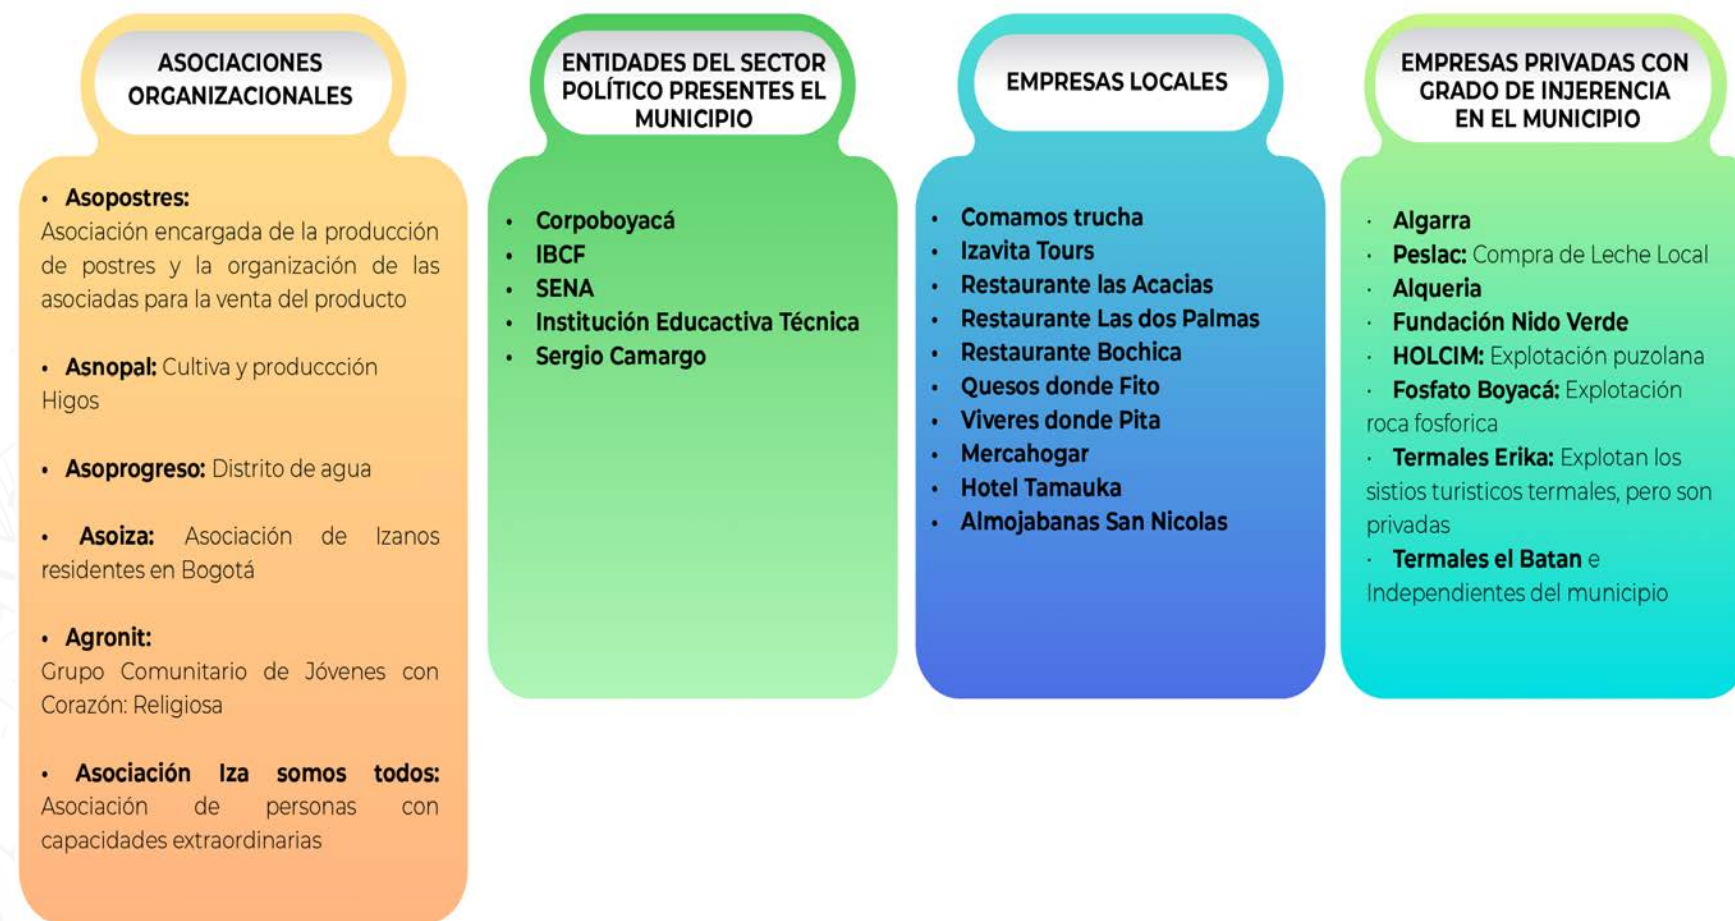 ASOCIACIONES
ORGANIZACIONALES
• Asopostres:
Asociación encargada de la producción
de postres y la organización de las
asociadas para la venta del producto
• Asnopal: Cultiva y produccción
Higos
• Asoprogreso: Distrito de agua
• Asoiza: Asociación de Izanos
residentes en Bogotá
• Agronit:
Grupo Comunitario de Jóvenes con
Corazón: Religiosa
• Asociación Iza somos todos:
Asociación de personas con
capacidades extraordinarias
ENTIDADES DEL SECTOR
POLÍTICO PRESENTES EL
MUNICIPIO
• Corpoboyacá
• IBCF
• SENA
• Institución Educactiva Técnica
• Sergio Camargo
EMPRESAS LOCALES
• Comamos trucha
• Izavita Tours
• Restaurante las Acacias
• Restaurante Las dos Palmas
• Restaurante Bochica
• Quesos donde Fito
• Viveres donde Pita
• Mercahogar
• Hotel Tamauka
• Almojabanas San Nicolas
EMPRESAS PRIVADAS CON
GRADO DE INJERENCIA
EN EL MUNICIPIO
· Algarra
· Peslac: Compra de Leche Local
· Alqueria
· Fundación Nido Verde
· HOLCIM: Explotación puzolana
· Fosfato Boyacá: Explotación
roca fosforica
· Termales Erika: Explotan los
sistios turisticos termales, pero son
privadas
· Termales el Batan e
Independientes del municipio